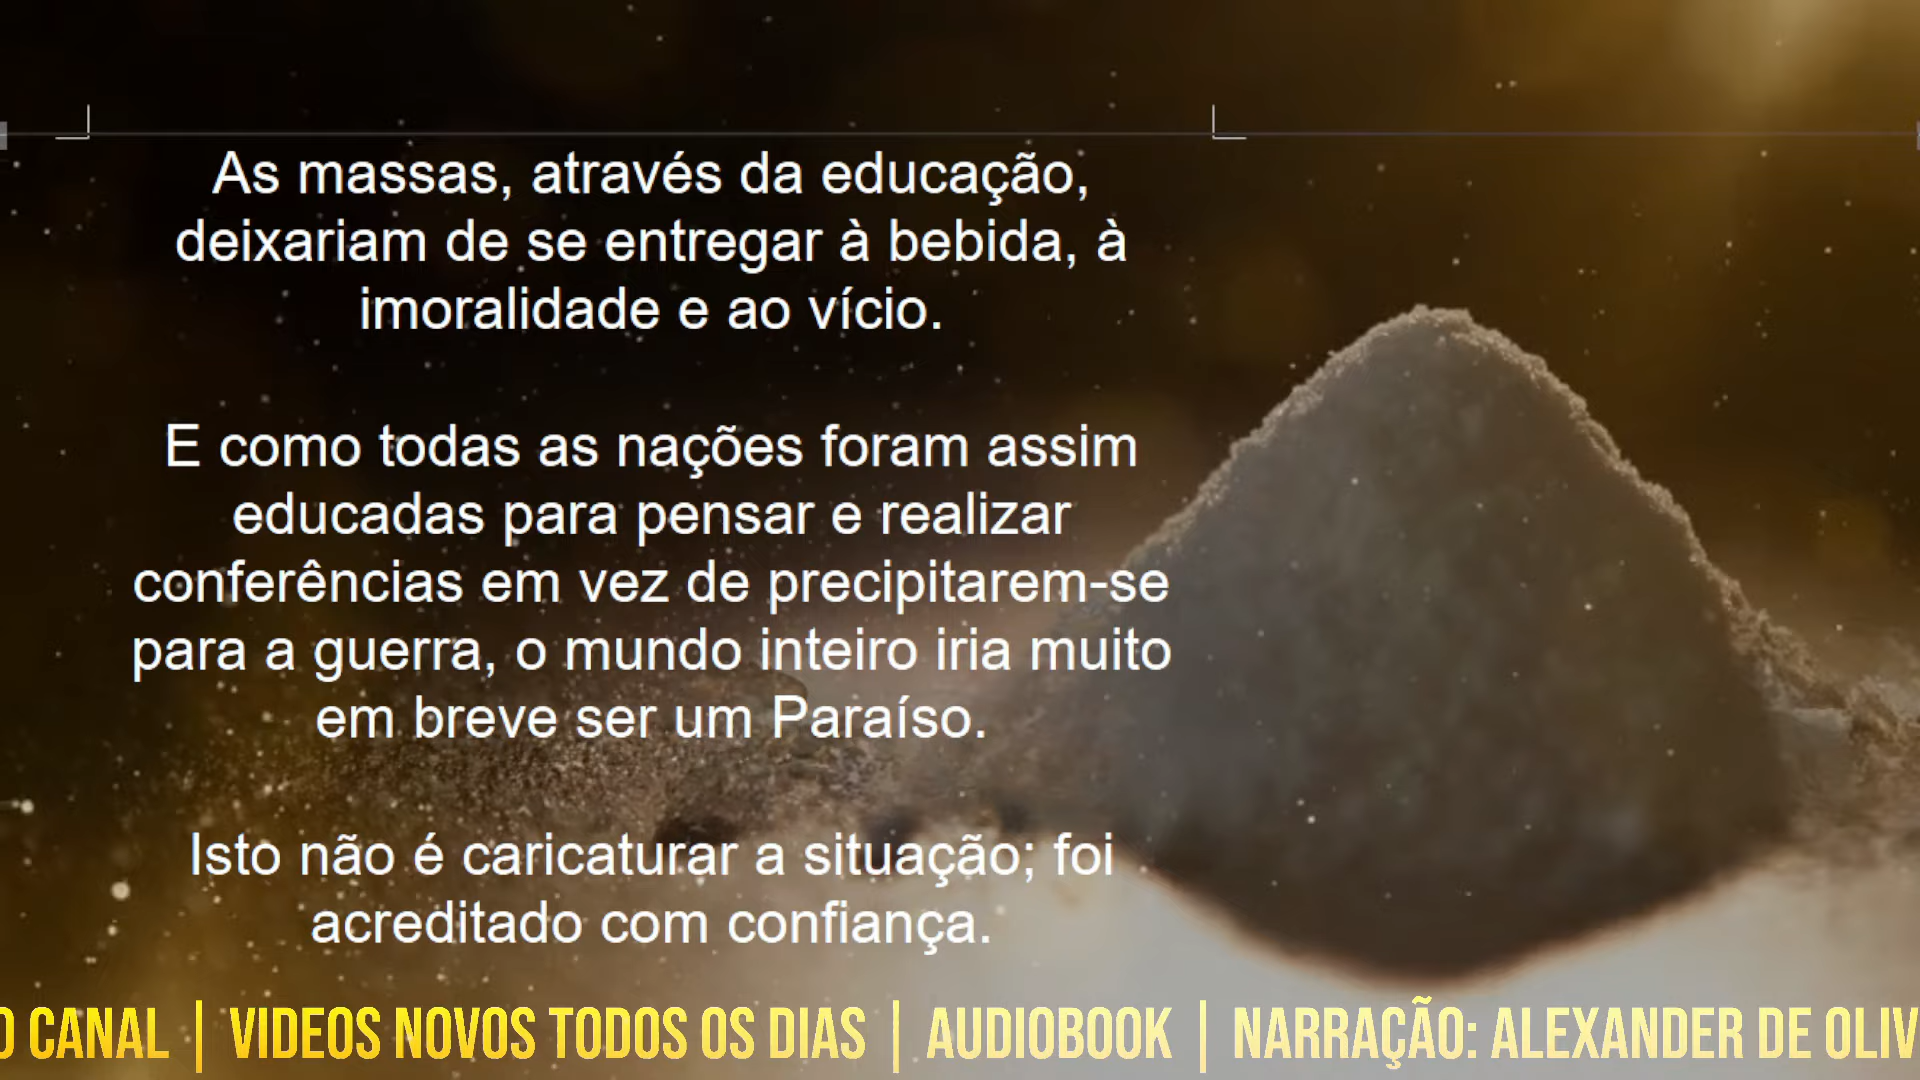 As massas, através da educação,
deixariam de se entregar à bebida, à
imoralidade e ao vício.
E como todas as nações foram assim
educadas para pensar e realizar
conferências em vez de precipitarem-se
para a guerra, o mundo inteiro iria muito
em breve ser um Paraíso.
Isto não é caricaturar a situação; foi
acreditado com confiança.
O CANAL | VIDEOS NOVOS TODOS OS DIAS | AUDIOBOOK | NARRAÇÃO: ALEXANDER DE OLIV